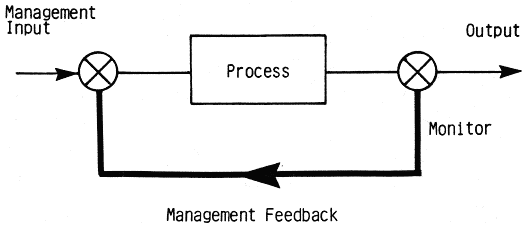 Management
Input
Output
Process
Monitor
Management Feedback